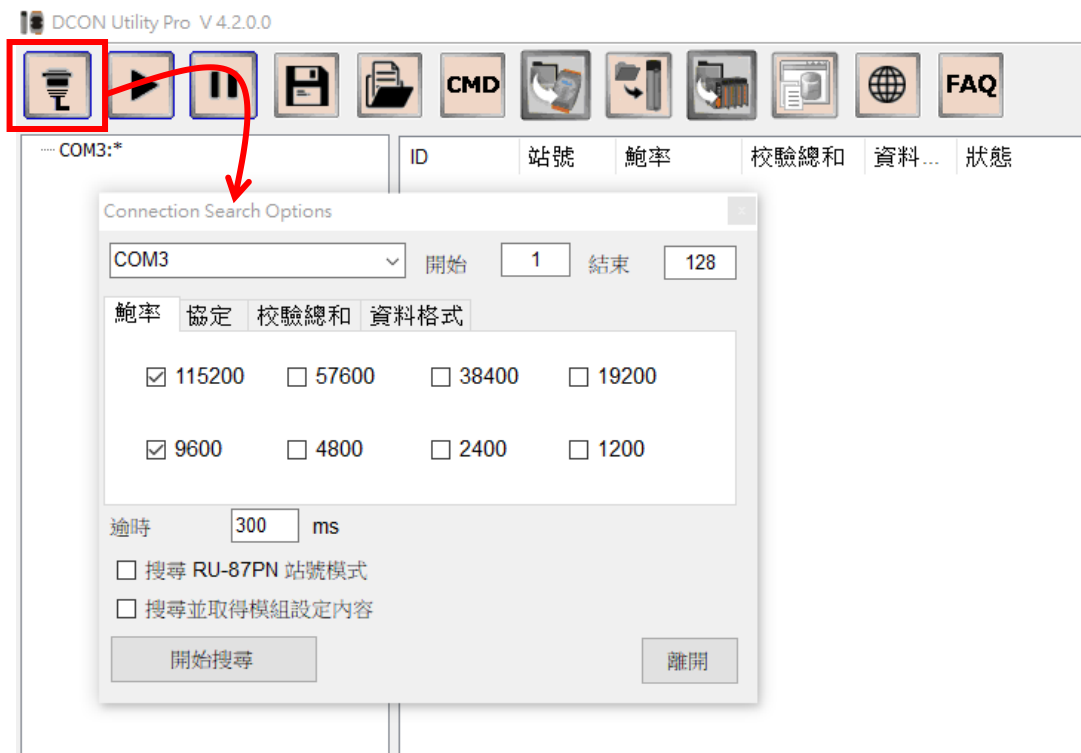 DCON Utility Pro V 4.2.0.0
CMD FAQ
COM3:*
ID 站號 鮑率 校驗總和 資料... 狀態
Connection Search Options
COM3 開始 1 結束 128
鮑率 協定 校驗總和 資料格式
115200 57600 38400 19200
9600 4800 2400 1200
逾時 300 ms
搜尋 RU-87PN 站號模式
搜尋並取得模組設定內容
開始搜尋 離開